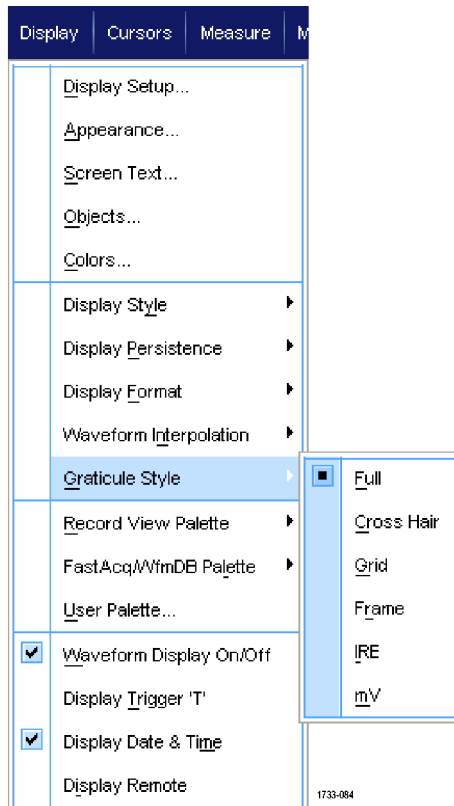 Display Cursors Measure M
Display Setup...
Appearance...
Screen Text...
Objects...
Colors...
Display Style
Display Persistence
Display Format
Waveform Interpolation
Graticule Style
Full
Cross Hair
Grid
Frame
IRE
mV
Record View Palette
FastAcq/WfmDB Palette
User Palette...
Waveform Display On/Off
Display Trigger 'T'
Display Date & Time
Display Remote
1733-084